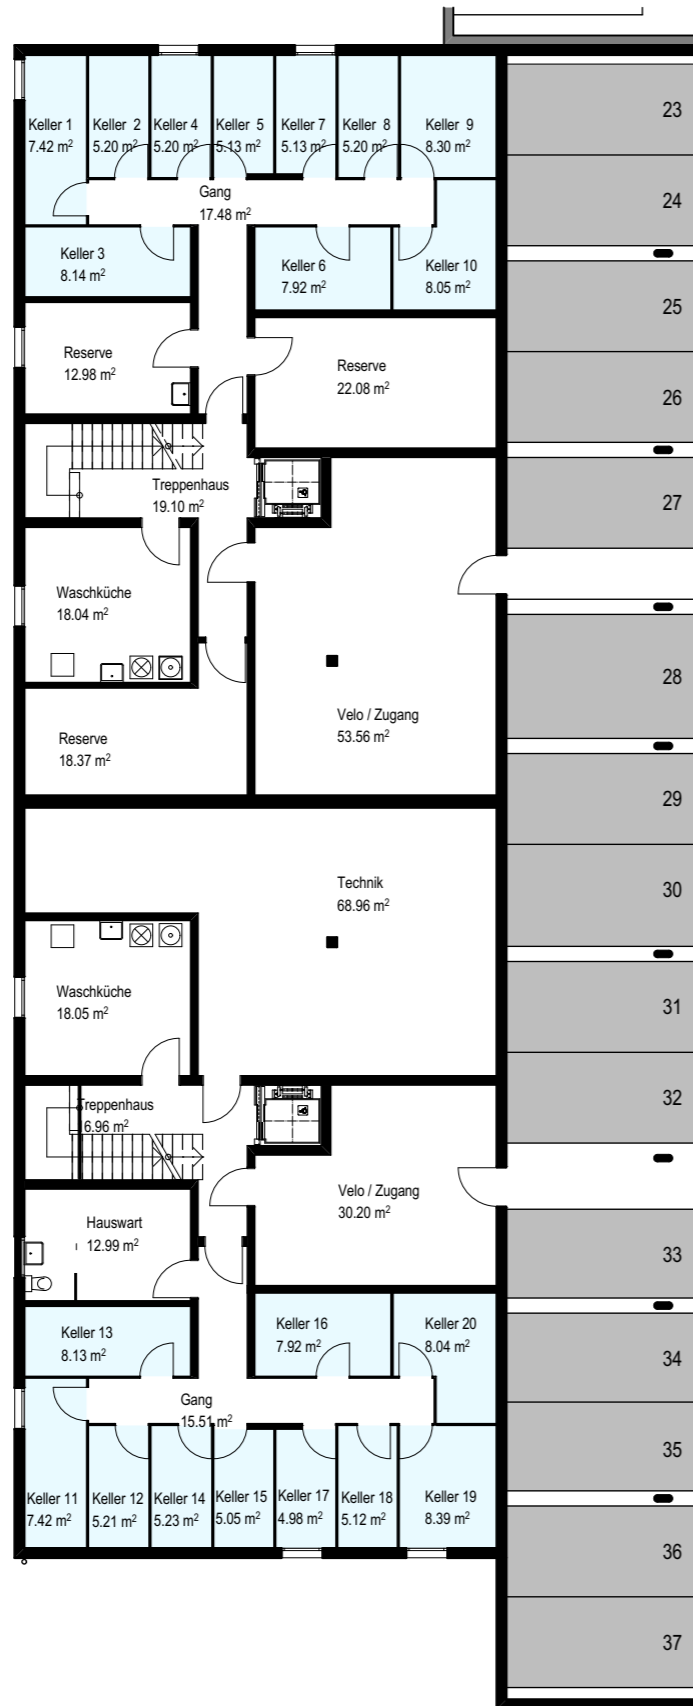 Keller 1
7.42 m²
Keller 2
5.20 m²
Keller 4
5.20 m²
Keller 5
5.13 m²
Keller 7
5.13 m²
Keller 8
5.20 m²
Keller 9
8.30 m²
23
Gang
17.48 m²
24
Keller 3
8.14 m²
Keller 6
7.92 m²
Keller 10
8.05 m²
25
Reserve
12.98 m²
Reserve
22.08 m²
26
Treppenhaus
19.10 m²
27
Waschküche
18.04 m²
28
Velo / Zugang
53.56 m²
Reserve
18.37 m²
29
Technik
68.96 m²
30
Waschküche
18.05 m²
31
32
Treppenhaus
6.96 m²
Velo / Zugang
30.20 m²
Hauswart
12.99 m²
33
Keller 13
8.13 m²
Keller 16
7.92 m²
Keller 20
8.04 m²
34
Gang
15.51 m²
35
Keller 11
7.42 m²
Keller 12
5.21 m²
Keller 14
5.23 m²
Keller 15
5.05 m²
Keller 17
4.98 m²
Keller 18
5.12 m²
Keller 19
8.39 m²
36
37